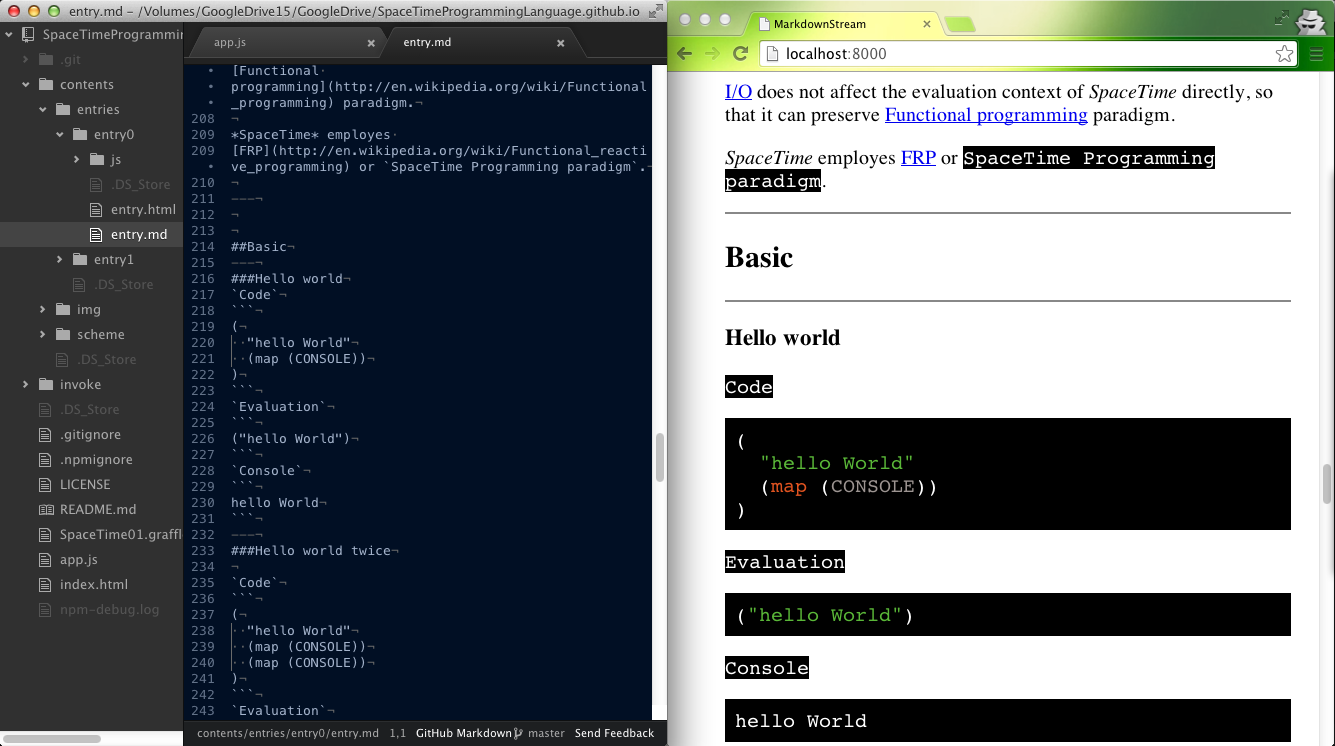 entry.md – /Volumes/GoogleDrive15/GoogleDrive/SpaceTimeProgrammingLanguage.github.io
SpaceTimeProgrammin
.git
contents
entries
entry0
js
.DS_Store
entry.html
entry.md
entry1
.DS_Store
img
scheme
.DS_Store
invoke
.DS_Store
.gitignore
.npmignore
LICENSE
README.md
SpaceTime01.graffl
app.js
index.html
npm-debug.log
app.js
entry.md
[Functional·
programming](http://en.wikipedia.org/wiki/Functional
_programming) paradigm.¬
208 ¬
209 *SpaceTime* employes·
[FRP](http://en.wikipedia.org/wiki/Functional_reacti
ve_programming) or `SpaceTime Programming paradigm`.¬
210 ¬
211 ---¬
212 ¬
213 ¬
214 ##Basic¬
215 ---¬
216 ###Hello world¬
217 `Code`¬
218 ```¬
219 (¬
220 ··"hello World"¬
221 ··(map (CONSOLE))¬
222 )¬
223 ```¬
224 `Evaluation`¬
225 ```¬
226 ("hello World")¬
227 ```¬
228 `Console`¬
229 ```¬
230 hello World¬
231 ```¬
232 ---¬
233 ###Hello world twice¬
234 ¬
235 `Code`¬
236 ```¬
237 (¬
238 ··"hello World"¬
239 ··(map (CONSOLE))¬
240 ··(map (CONSOLE))¬
241 )¬
242 ```¬
243 `Evaluation`¬
contents/entries/entry0/entry.md 1,1 GitHub Markdown master Send Feedback
MarkdownStream
localhost:8000
I/O does not affect the evaluation context of SpaceTime directly, so
that it can preserve Functional programming paradigm.
SpaceTime employes FRP or SpaceTime Programming
paradigm.
Basic
Hello world
Code
(
  "hello World"
  (map (CONSOLE))
)
Evaluation
("hello World")
Console
hello World